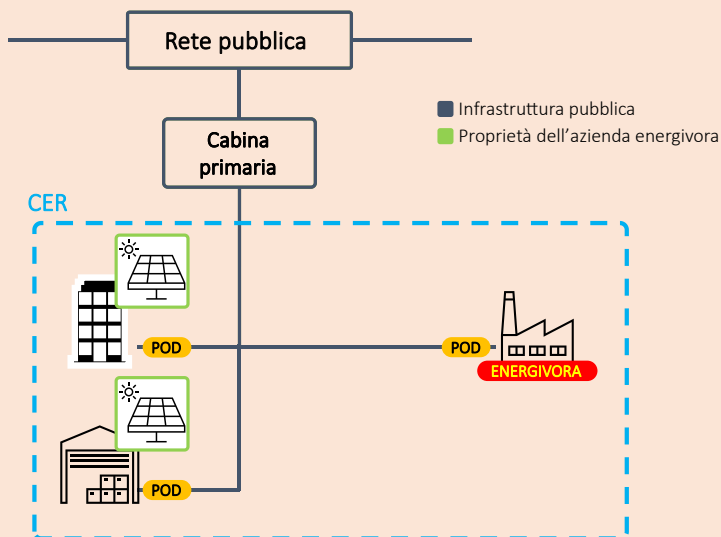 Rete pubblica
Infrastruttura pubblica
Proprietà dell'azienda energivora
Cabina
primaria
CER
POD
POD
ENERGIVORA
POD